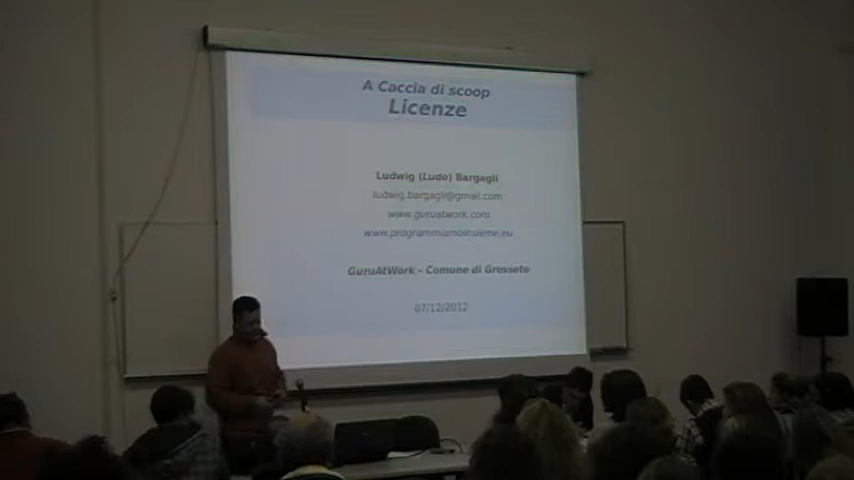 A Caccia di scoop
Licenze
Ludwig (Ludo) Bargagli
ludwig.bargagli@gmail.com
www.guruatwork.com
www.programmiamoinsieme.eu
GuruAtWork - Comune di Grosseto
07/12/2012